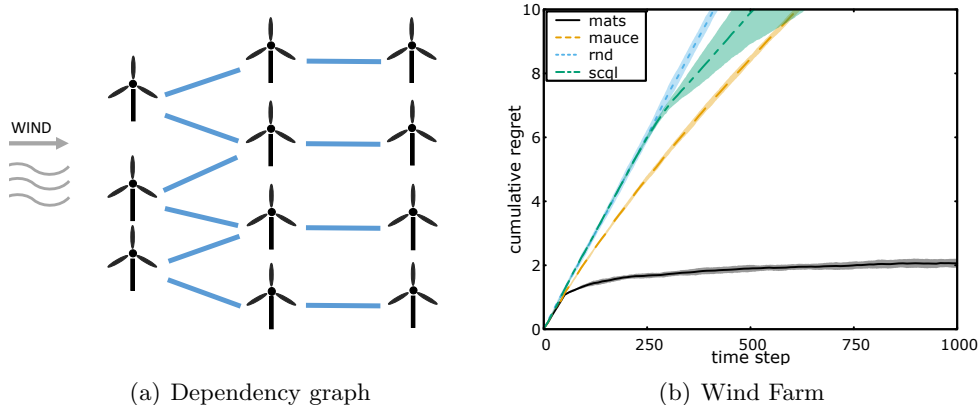 WIND
10
8
6
4
2
0
0
250
500
750
1000
cumulative regret
time step
mats
mauce
rnd
scql
(a) Dependency graph
(b) Wind Farm